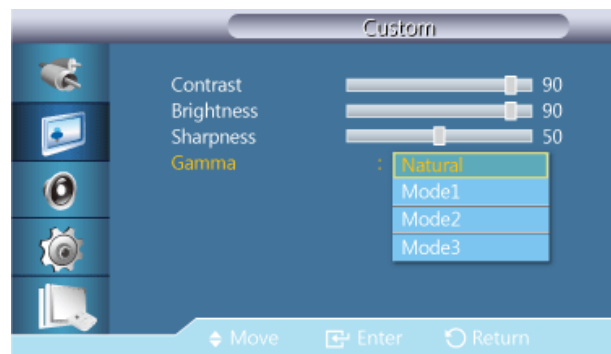 Custom
Contrast 90
Brightness 90
Sharpness 50
Gamma : Natural
Mode1
Mode2
Mode3
Move Enter Return